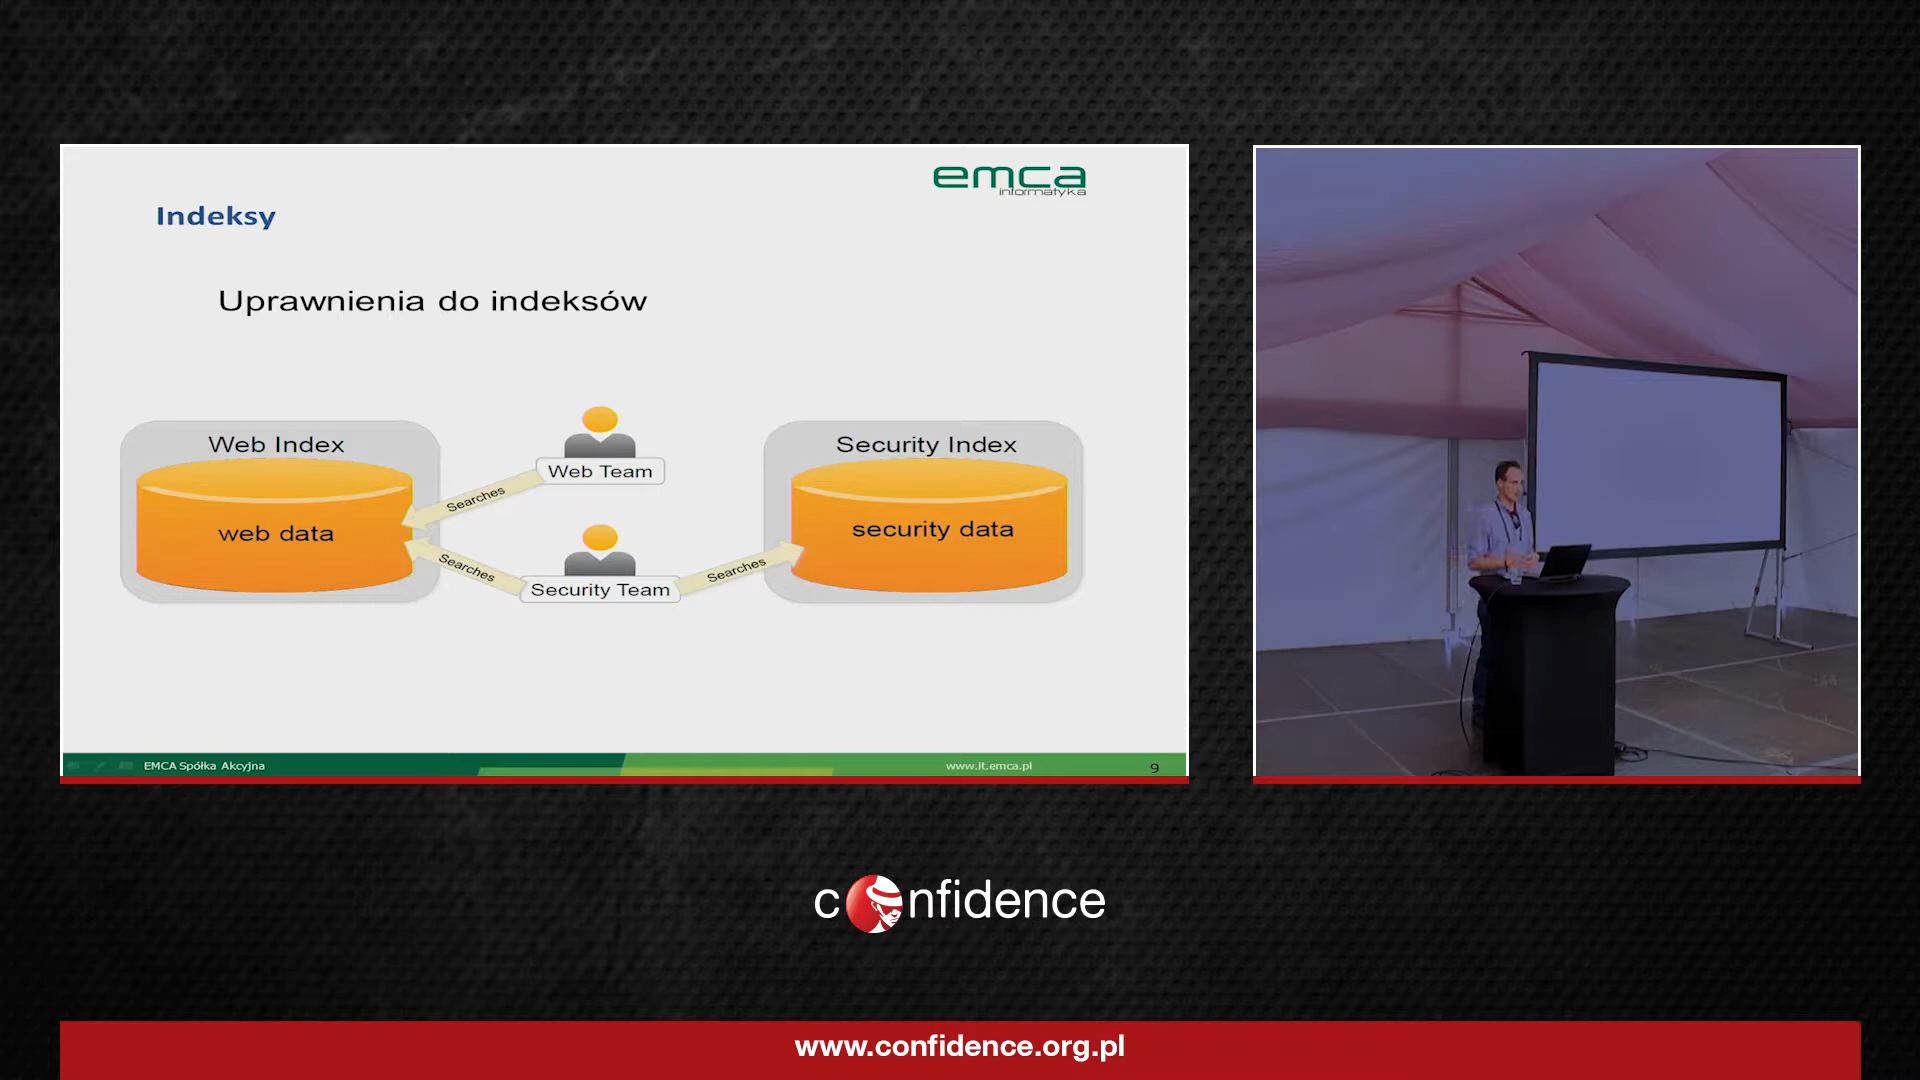 emca
informatyka
Indeksy
Uprawnienia do indeksów
Web Index
web data
Web Team
Searches
Searches
Security Team
Searches
Security Index
security data
EMCA Spółka Akcyjna
www.it.emca.pl
9
confidence
www.confidence.org.pl